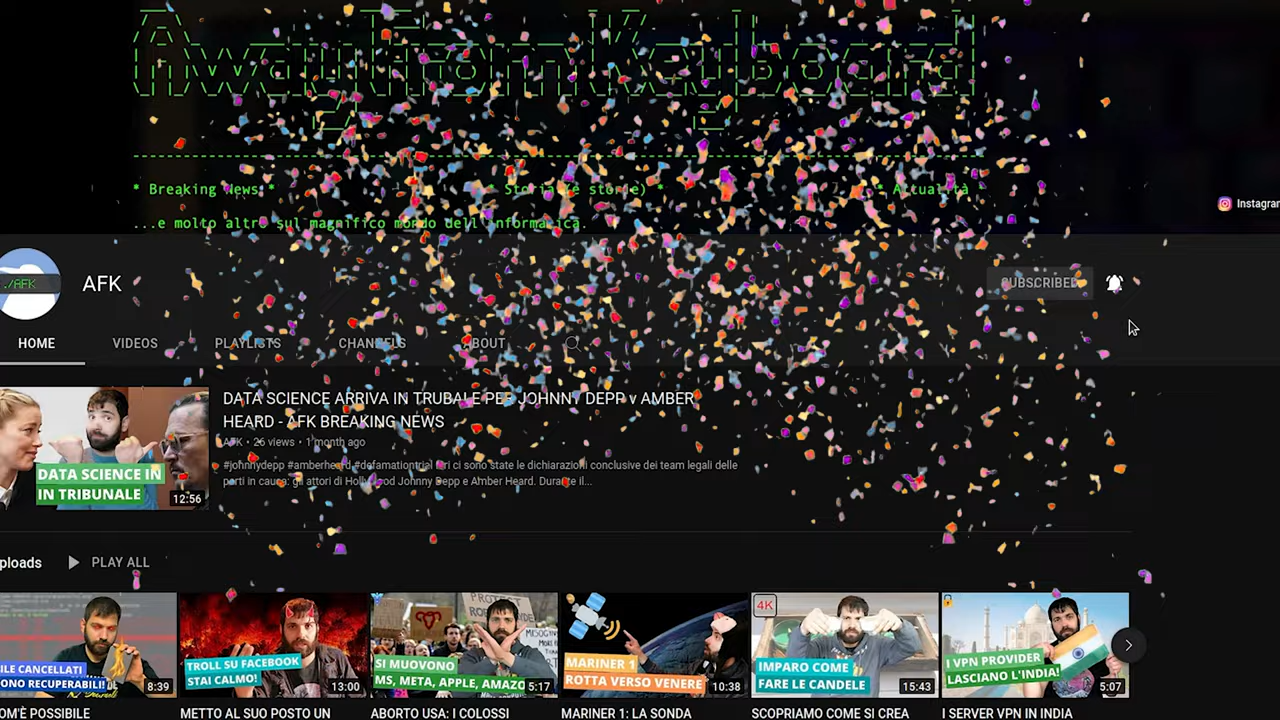 AwayFromKeyboard
* Breaking News * Storia (e storie) * * Attualità
...e molto altro sul magnifico mondo dell'informatica.
Instagram
./AFK
AFK
SUBSCRIBED
HOME VIDEOS PLAYLISTS CHANNELS ABOUT
DATA SCIENCE ARRIVA IN TRUBALE PER JOHNNY DEPP v AMBER
HEARD - AFK BREAKING NEWS
AFK • 26 views • 1 month ago
#johnnydepp #amberheard #defamationtrial Ieri ci sono state le dichiarazioni conclusive dei team legali delle
parti in causa: gli attori di Hollywood Johnny Depp e Amber Heard. Durante il...
DATA SCIENCE IN
IN TRIBUNALE
12:56
ploads PLAY ALL
ILE CANCELLATI
ONO RECUPERABILI!
8:39
TROLL SU FACEBOOK
STAI CALMO!
13:00
SI MUOVONO
MS, META, APPLE, AMAZO
5:17
MARINER 1
ROTTA VERSO VENERE
10:38
4K
IMPARO COME
FARE LE CANDELE
15:43
I VPN PROVIDER
LASCIANO L'INDIA!
5:07
OM'È POSSIBILE
METTO AL SUO POSTO UN
ABORTO USA: I COLOSSI
MARINER 1: LA SONDA
SCOPRIAMO COME SI CREA
I SERVER VPN IN INDIA